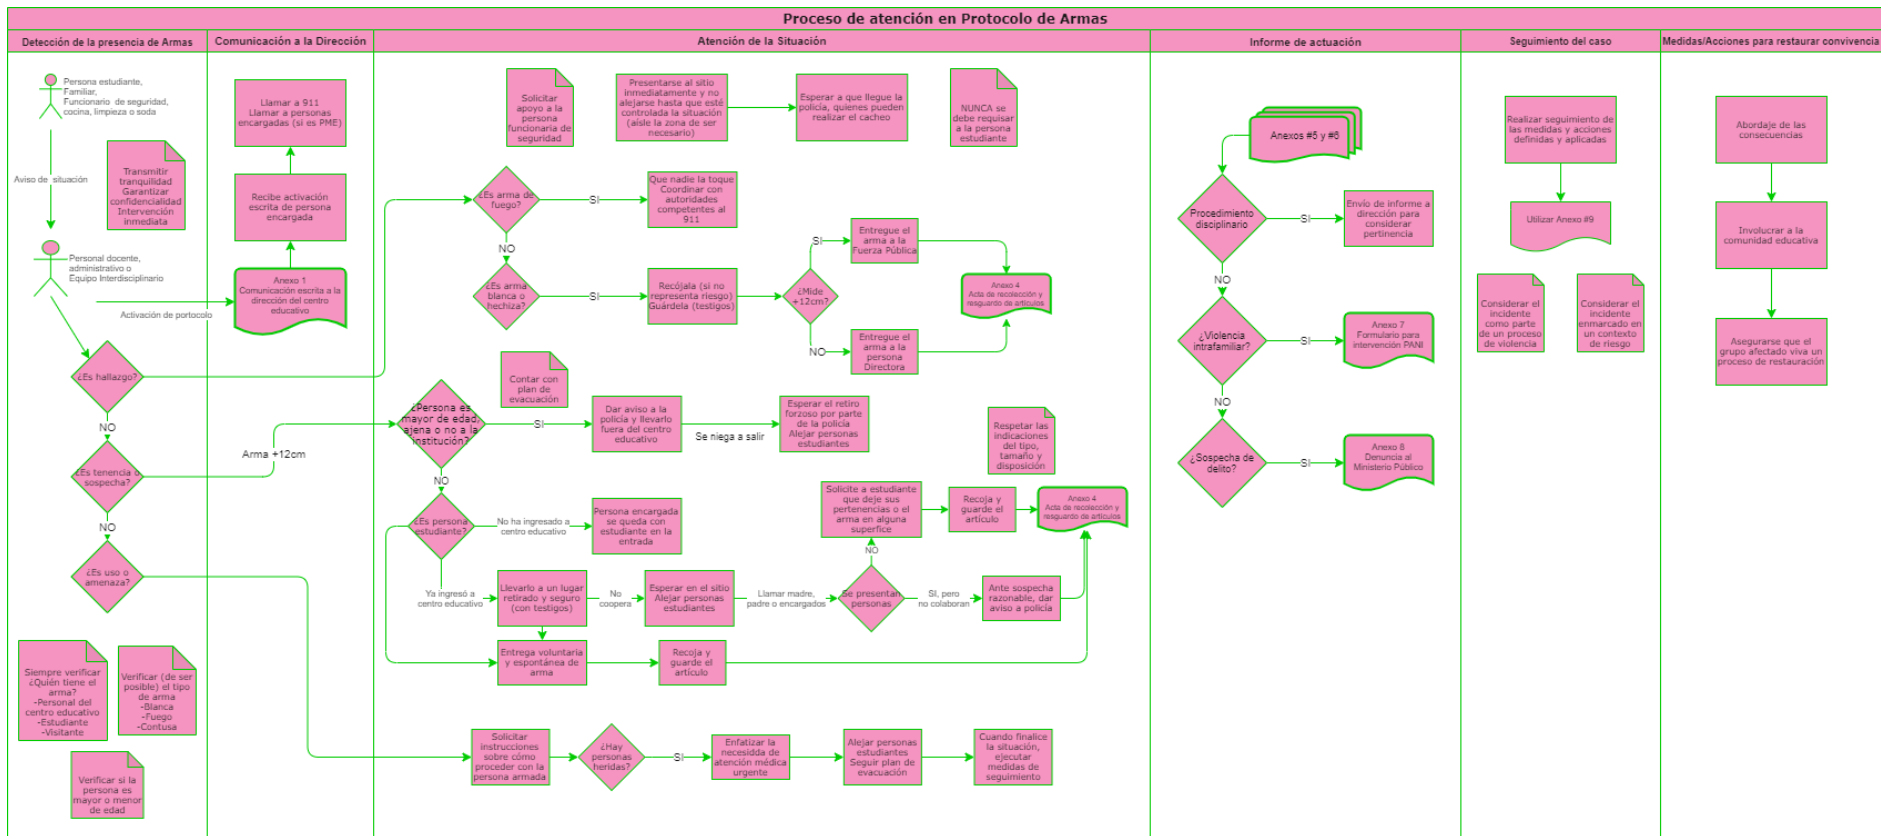 Proceso de atención en Protocolo de Armas
Detección de la presencia de Armas
Comunicación a la Dirección
Atención de la Situación
Informe de actuación
Seguimiento del caso
Medidas/Acciones para restaurar convivencia
Persona estudiante,
Familiar,
Funcionario de seguridad,
cocina, limpieza o soda
Transmitir
tranquilidad
Garantizar
confidencialidad
Intervención
inmediata
Aviso de situación
Personal docente,
administrativo o
Equipo Interdisciplinario
Activación de portocolo
¿Es hallazgo?
NO
¿Es tenencia o
sospecha?
Arma +12cm
NO
¿Es uso o
amenaza?
Siempre verificar
¿Quién tiene el
arma?
-Personal del
centro educativo
-Estudiante
-Visitante
Verificar (de ser
posible) el tipo
de arma
-Blanca
-Fuego
-Contusa
Verificar si la
persona es
mayor o menor
de edad
Llamar a 911
Llamar a personas
encargadas (si es PME)
Recibe activación
escrita de persona
encargada
Anexo 1
Comunicación escrita a la
dirección del centro
educativo
Solicitar
apoyo a la
persona
funcionaria de
seguridad
Presentarse al sitio
inmediatamente y no
alejarse hasta que esté
controlada la situación
(aísle la zona de ser
necesario)
Esperar a que llegue la
policía, quienes pueden
realizar el cacheo
NUNCA se
debe requisar
a la persona
estudiante
¿Es arma de
fuego?
SI
Que nadie la toque
Coordinar con
autoridades
competentes al
911
NO
¿Es arma
blanca o
hechiza?
SI
Recójala (si no
representa riesgo)
Guárdela (testigos)
¿Mide
+12cm?
SI
Entregue el
arma a la
Fuerza Pública
NO
Entregue el
arma a la
persona
Directora
Anexo 4
Acta de recolección y
resguardo de artículos
Contar con
plan de
evacuación
¿Persona es
mayor de edad,
ajena o no a la
institución?
SI
Dar aviso a la
policía y llevarlo
fuera del centro
educativo
Se niega a salir
Esperar el retiro
forzoso por parte
de la policía
Alejar personas
estudiantes
Respetar las
indicaciones
del tipo,
tamaño y
disposición
NO
¿Es persona
estudiante?
No ha ingresado a
centro educativo
Persona encargada
se queda con
estudiante en la
entrada
Ya ingresó a
centro educativo
Llevarlo a un lugar
retirado y seguro
(con testigos)
No
coopera
Esperar en el sitio
Alejar personas
estudiantes
Llamar madre,
padre o encargados
Se presentan
personas
NO
Solicite a estudiante
que deje sus
pertenencias o el
arma en alguna
superfice
Recoja y
guarde el
artículo
Anexo 4
Acta de recolección y
resguardo de artículos
SI, pero
no colaboran
Ante sospecha
razonable, dar
aviso a policía
Entrega voluntaria
y espontánea de
arma
Recoja y
guarde el
artículo
Solicitar
instrucciones
sobre cómo
proceder con la
persona armada
¿Hay
personas
heridas?
SI
Enfatizar la
necesidda de
atención médica
urgente
Alejar personas
estudiantes
Seguir plan de
evacuación
Cuando finalice
la situación,
ejecutar
medidas de
seguimiento
Anexos #5 y #6
Procedimiento
disciplinario
SI
Envío de informe a
dirección para
considerar
pertinencia
NO
¿Violencia
intrafamiliar?
SI
Anexo 7
Formulario para
intervención PANI
NO
¿Sospecha de
delito?
SI
Anexo 8
Denuncia al
Ministerio Público
Realizar seguimiento de
las medidas y acciones
definidas y aplicadas
Utilizar Anexo #9
Considerar el
incidente
como parte
de un proceso
de violencia
Considerar el
incidente
enmarcado en
un contexto
de riesgo
Abordaje de las
consecuencias
Involucrar a la
comunidad educativa
Asegurarse que el
grupo afectado viva un
proceso de restauración